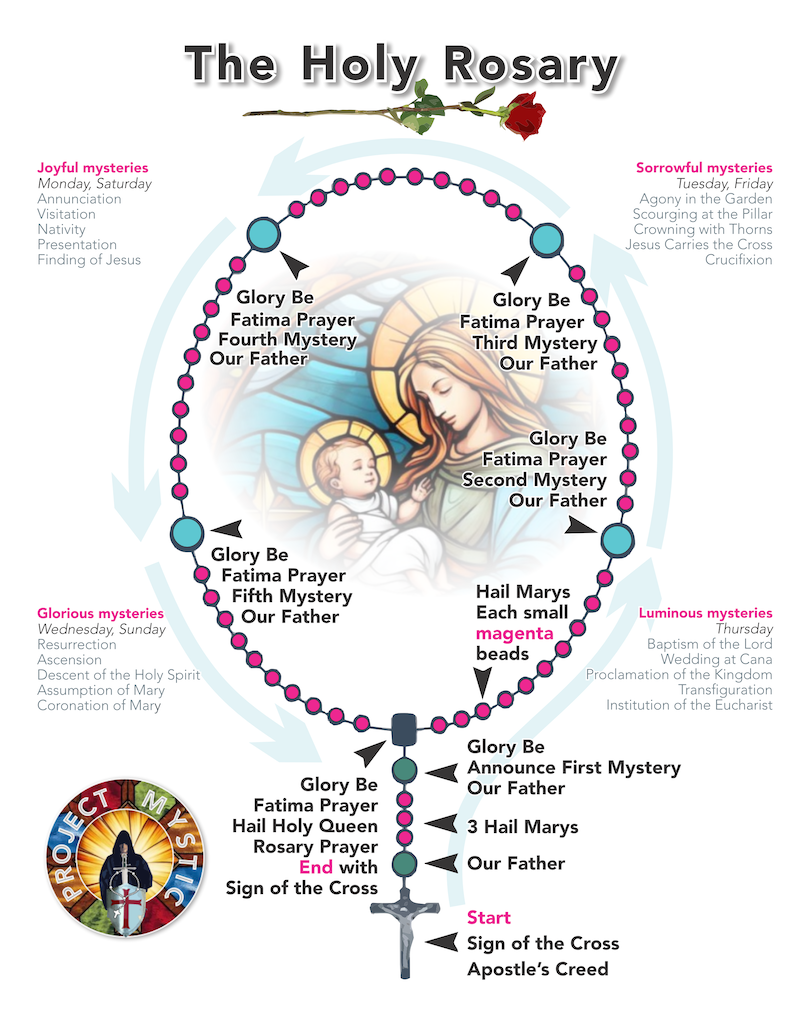 The Holy Rosary
Joyful mysteries
Monday, Saturday
Annunciation
Visitation
Nativity
Presentation
Finding of Jesus
Sorrowful mysteries
Tuesday, Friday
Agony in the Garden
Scourging at the Pillar
Crowning with Thorns
Jesus Carries the Cross
Crucifixion
Glory Be
Fatima Prayer
Fourth Mystery
Our Father
Glory Be
Fatima Prayer
Third Mystery
Our Father
Glory Be
Fatima Prayer
Second Mystery
Our Father
Glory Be
Fatima Prayer
Fifth Mystery
Our Father
Hail Marys
Each small
magenta
beads
Glorious mysteries
Wednesday, Sunday
Resurrection
Ascension
Descent of the Holy Spirit
Assumption of Mary
Coronation of Mary
Luminous mysteries
Thursday
Baptism of the Lord
Wedding at Cana
Proclamation of the Kingdom
Transfiguration
Institution of the Eucharist
Glory Be
Announce First Mystery
Our Father
3 Hail Marys
Our Father
Glory Be
Fatima Prayer
Hail Holy Queen
Rosary Prayer
End with
Sign of the Cross
Start
Sign of the Cross
Apostle's Creed
PROJECT MYSTIC